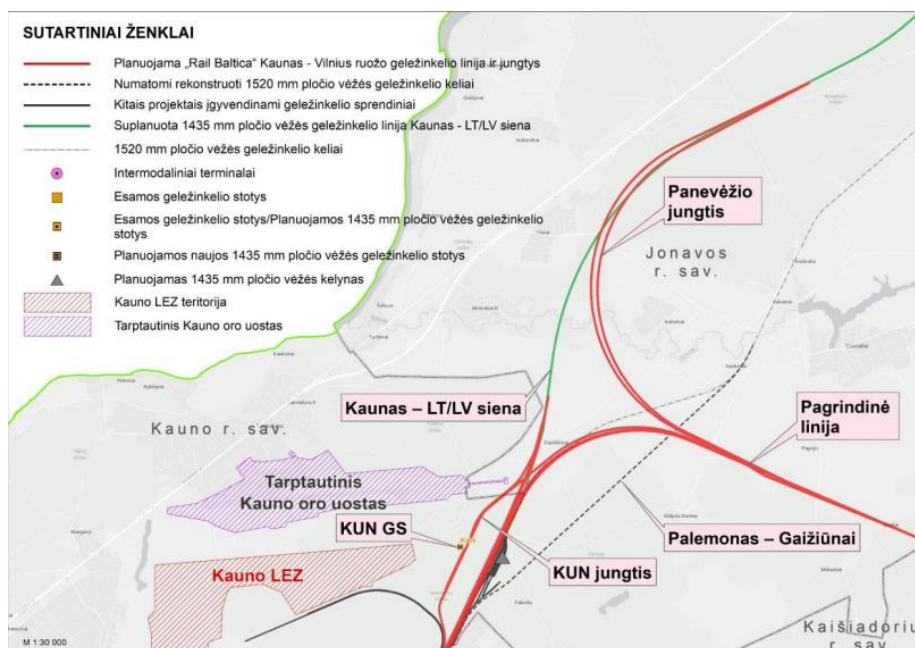 SUTARTINIAI ŽENKLAI
Planuojama „Rail Baltica" Kaunas - Vilnius ruožo geležinkelio linija ir jungtys
Numatomi rekonstruoti 1520 mm pločio vėžės geležinkelio keliai
Kitais projektais įgyvendinami geležinkelio sprendiniai
Suplanuota 1435 mm pločio vėžės geležinkelio linija Kaunas - LT/LV siena
1520 mm pločio vėžės geležinkelio keliai
Intermodaliniai terminalai
Esamos geležinkelio stotys
Esamos geležinkelio stotys/Planuojamos 1435 pločio vėžės geležinkelio
stotys
Planuojamos naujos 1435 mm pločio vėžės geležinkelio stotys
Planuojamas 1435 mm pločio vėžės kelynas
Kauno LEZ teritorija
Tarptautinis Kauno oro uostas
Panevėžio
jungtis
Jonavos
r. sav.
Kaunas – LT/LV siena
Pagrindinė
linija
Kauno r. sav.
Tarptautinis
Kauno oro uostas
KUN GS
KUN
Palemonas – Gaižiūnai
KUN jungtis
Kauno LEZ
Kaišiadorių
r. sav.
M 1:30 000